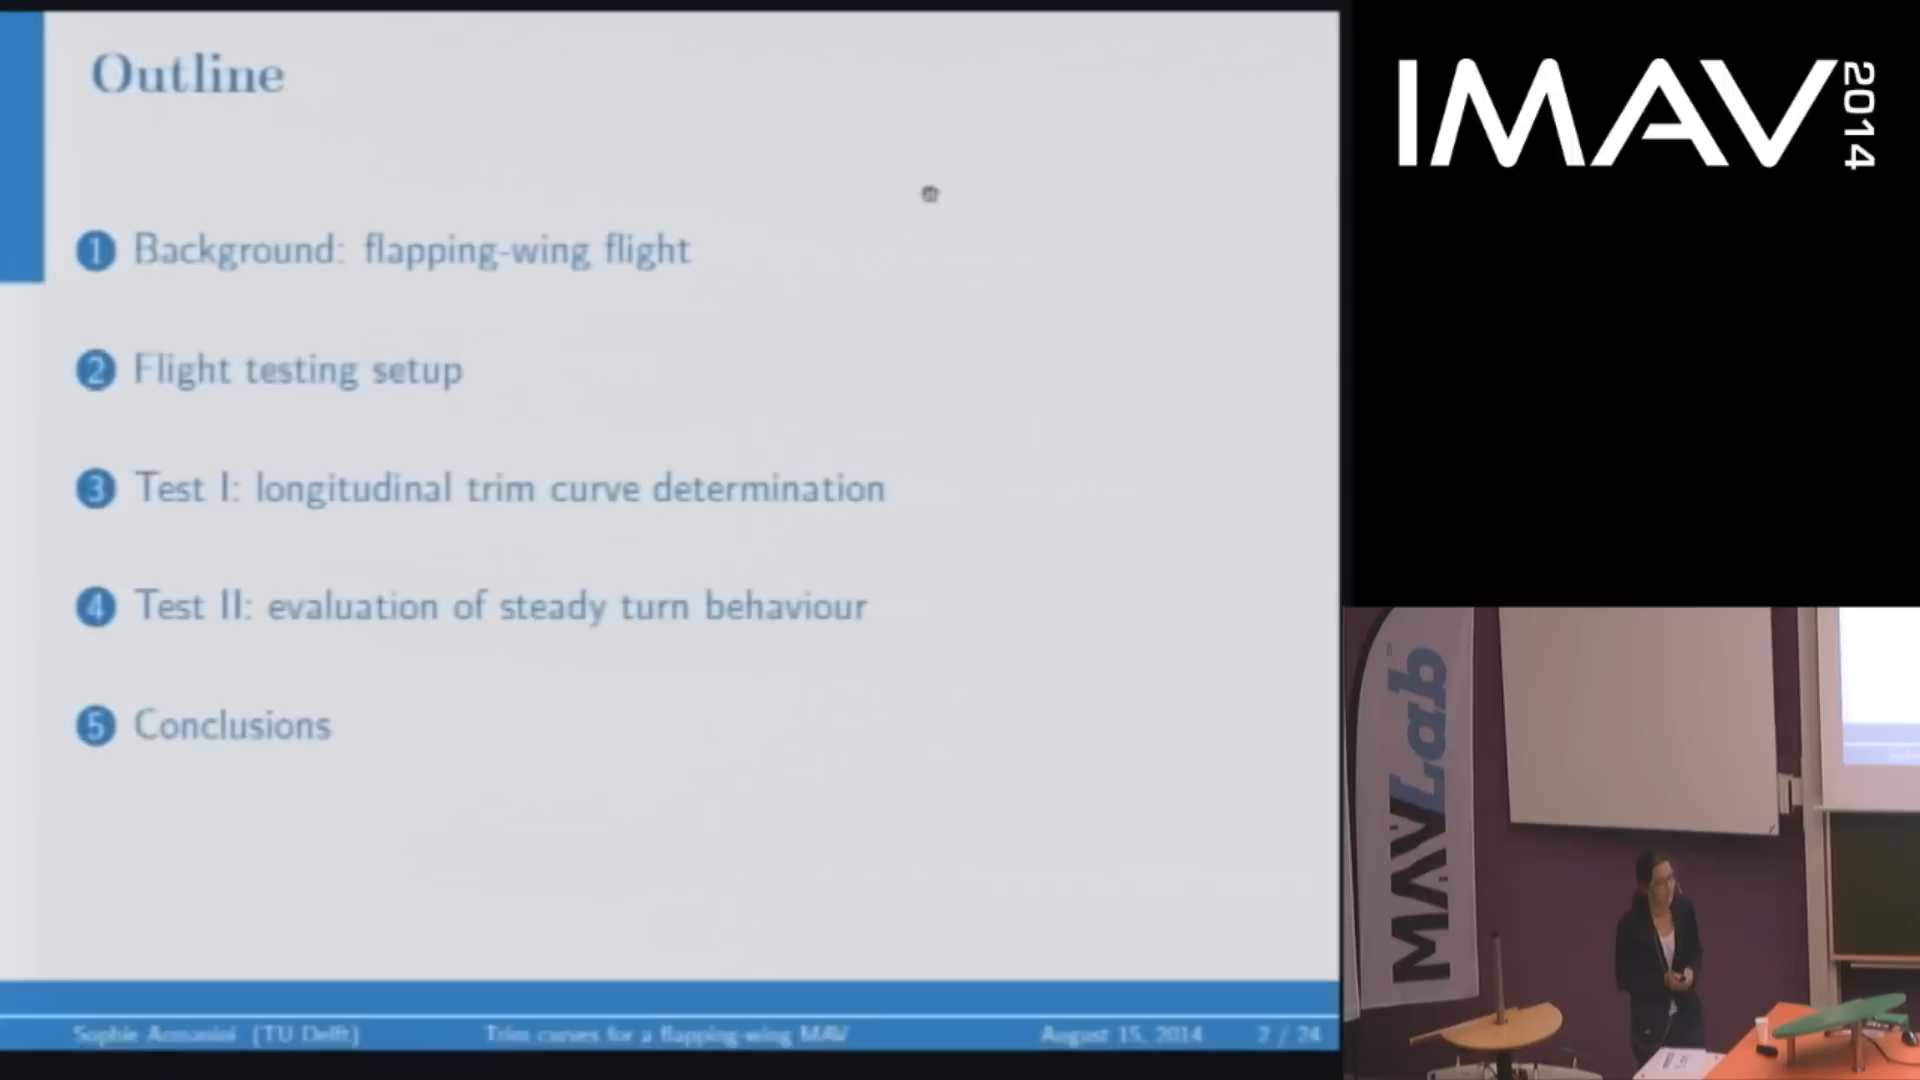 Outline
1 Background: flapping-wing flight
2 Flight testing setup
3 Test I: longitudinal trim curve determination
4 Test II: evaluation of steady turn behaviour
5 Conclusions
Sophie Armanini (TU Delft) Trim curves for a flapping-wing MAV August 15, 2014 2 / 24
IMAV 2014
MAVLab